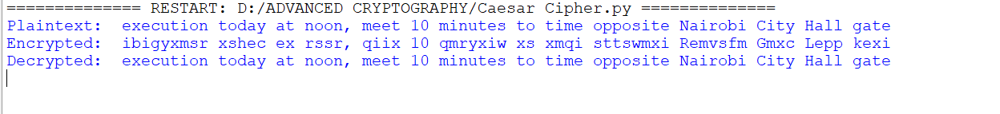 ============== RESTART: D:/ADVANCED CRYPTOGRAPHY/Caesar Cipher.py ==============
Plaintext:  execution today at noon, meet 10 minutes to time opposite Nairobi City Hall gate
Encrypted:  ibigyxmsr xshec ex rssr, qiix 10 qmryxiw xs xmqi sttswmxi Remvsfm Gmxc Lepp kexi
Decrypted:  execution today at noon, meet 10 minutes to time opposite Nairobi City Hall gate